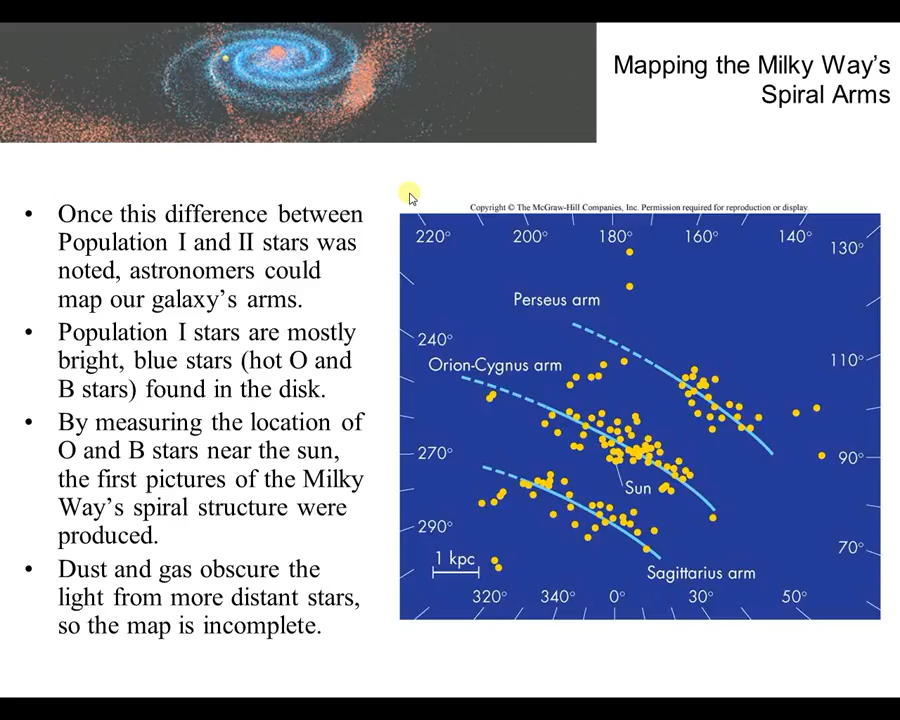 Mapping the Milky Way's
Spiral Arms
• Once this difference between
Population I and II stars was
noted, astronomers could
map our galaxy's arms.
• Population I stars are mostly
bright, blue stars (hot O and
B stars) found in the disk.
• By measuring the location of
O and B stars near the sun,
the first pictures of the Milky
Way's spiral structure were
produced.
• Dust and gas obscure the
light from more distant stars,
so the map is incomplete.
Copyright © The McGraw-Hill Companies, Inc. Permission required for reproduction or display.
220° 200° 180° 160° 140° 130°
Perseus arm
240° 110°
Orion-Cygnus arm
270° 90°
Sun
290° 70°
1 kpc
Sagittarius arm
320° 340° 0° 30° 50°